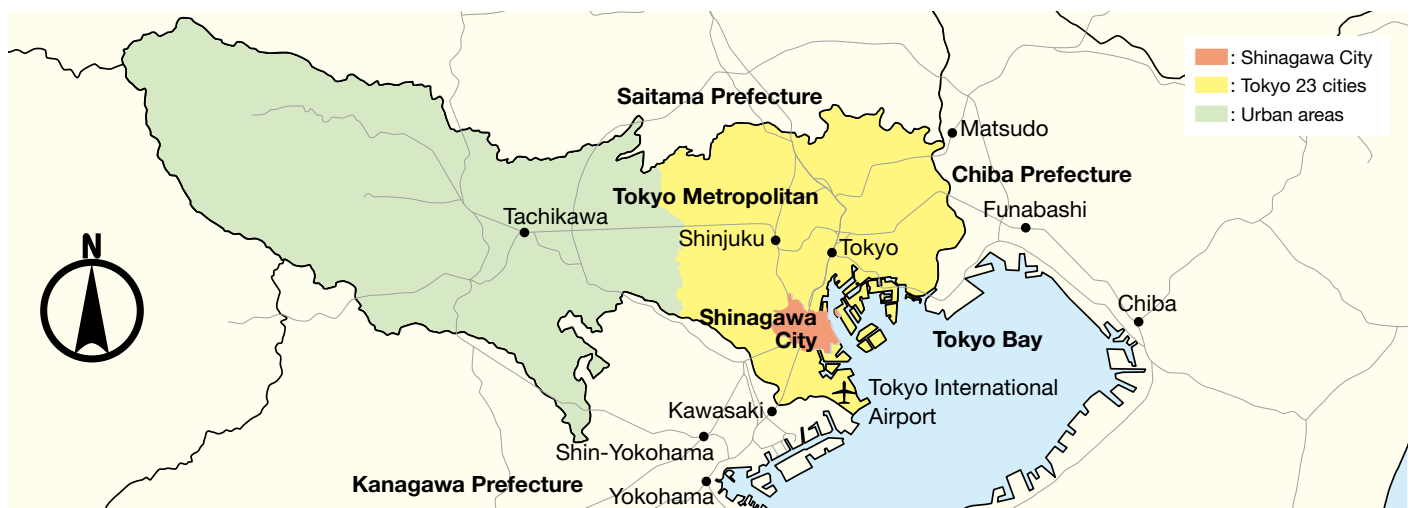 : Shinagawa City
: Tokyo 23 cities
: Urban areas
Saitama Prefecture
Matsudo
Chiba Prefecture
Tokyo Metropolitan
Tachikawa
Funabashi
Shinjuku
Tokyo
N
Chiba
Shinagawa
City
Tokyo Bay
Tokyo International
Airport
Kawasaki
Shin-Yokohama
Kanagawa Prefecture
Yokohama